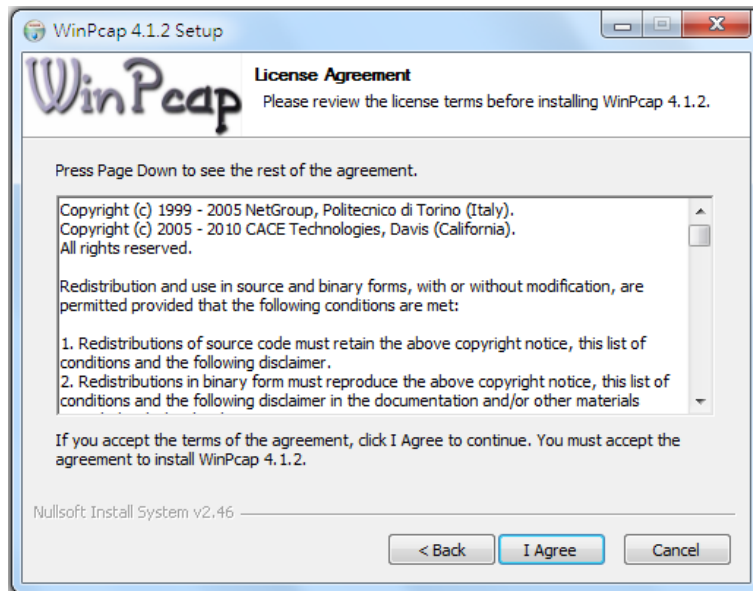 WinPcap 4.1.2 Setup
WinPcap
License Agreement
Please review the license terms before installing WinPcap 4.1.2.
Press Page Down to see the rest of the agreement.
Copyright (c) 1999 - 2005 NetGroup, Politecnico di Torino (Italy).
Copyright (c) 2005 - 2010 CACE Technologies, Davis (California).
All rights reserved.
Redistribution and use in source and binary forms, with or without modification, are
permitted provided that the following conditions are met:
1. Redistributions of source code must retain the above copyright notice, this list of
conditions and the following disclaimer.
2. Redistributions in binary form must reproduce the above copyright notice, this list of
conditions and the following disclaimer in the documentation and/or other materials
If you accept the terms of the agreement, click I Agree to continue. You must accept the
agreement to install WinPcap 4.1.2.
Nullsoft Install System v2.46
< Back
I Agree
Cancel